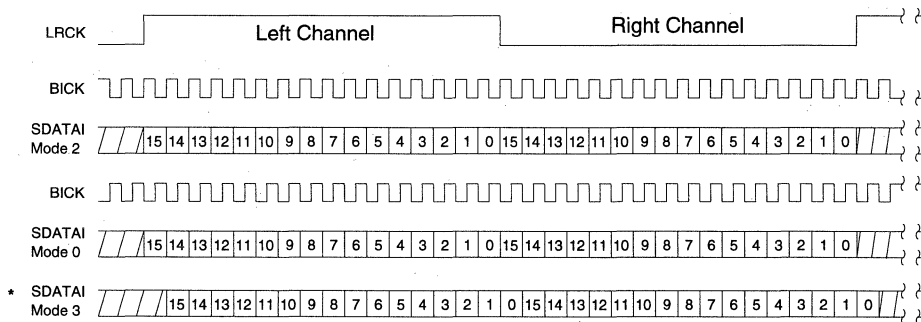 LRCK Left Channel Right Channel
BICK
SDATAI
Mode 2 15 14 13 12 11 10 9 8 7 6 5 4 3 2 1 0 15 14 13 12 11 10 9 8 7 6 5 4 3 2 1 0
BICK
SDATAI
Mode 0 15 14 13 12 11 10 9 8 7 6 5 4 3 2 1 0 15 14 13 12 11 10 9 8 7 6 5 4 3 2 1 0
* SDATAI
Mode 3 15 14 13 12 11 10 9 8 7 6 5 4 3 2 1 0 15 14 13 12 11 10 9 8 7 6 5 4 3 2 1 0